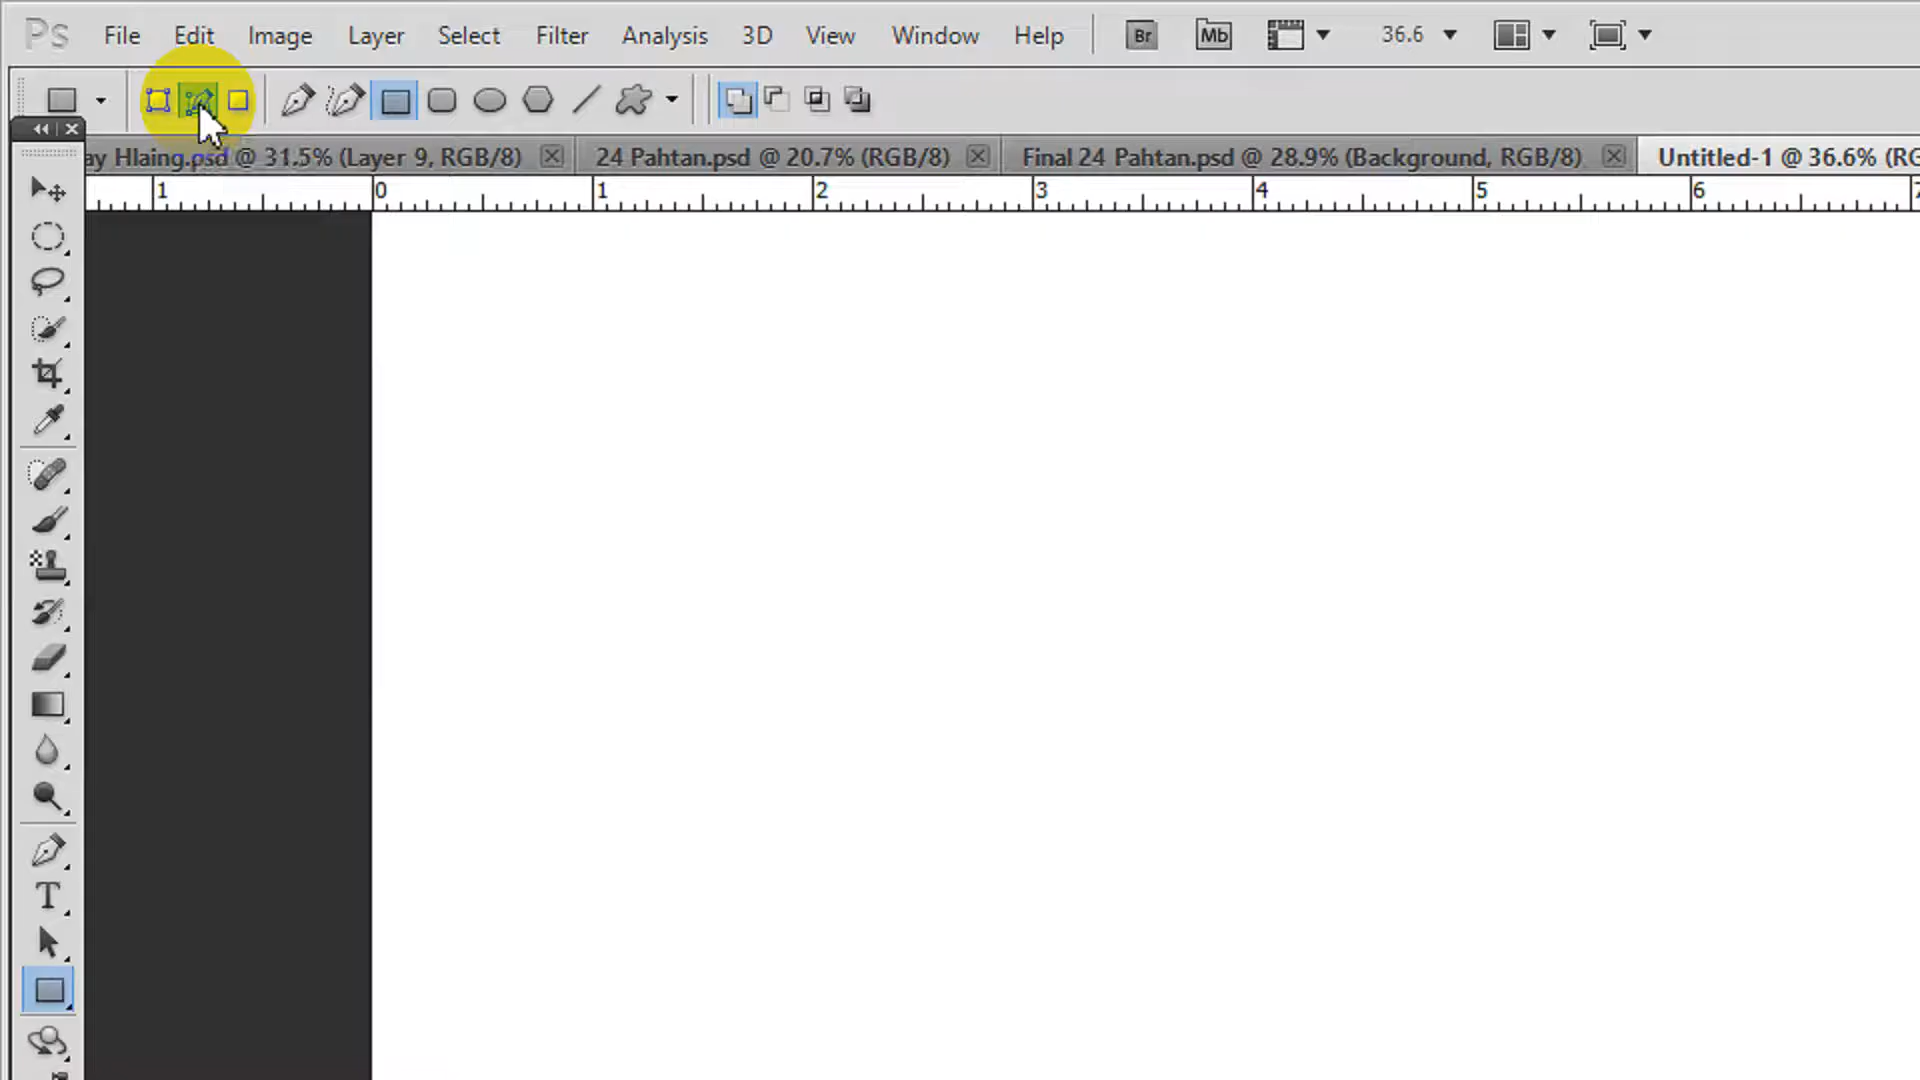 Ps File Edit Image Layer Select Filter Analysis 3D View Window Help Br Mb 36.6
ay Hlaing.psd @ 31.5% (Layer 9, RGB/8) 24 Pahtan.psd @ 20.7% (RGB/8) Final 24 Pahtan.psd @ 28.9% (Background, RGB/8) Untitled-1 @ 36.6% (RG
1 0 1 2 3 4 5 6 7
T